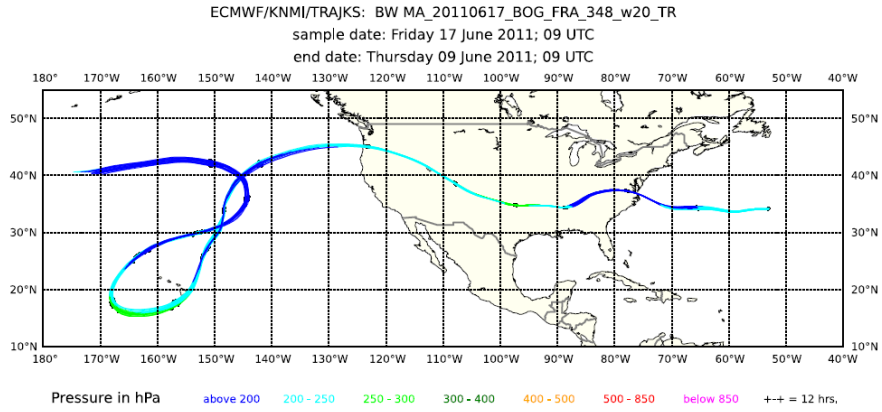 ECMWF/KNMI/TRAJKS:  BW MA_20110617_BOG_FRA_348_w20_TR
sample date: Friday 17 June 2011; 09 UTC
end date: Thursday 09 June 2011; 09 UTC
180° 170°W 160°W 150°W 140°W 130°W 120°W 110°W 100°W 90°W 80°W 70°W 60°W 50°W 40°W
50°N 50°N
40°N 40°N
30°N 30°N
20°N 20°N
10°N 10°N
180° 170°W 160°W 150°W 140°W 130°W 120°W 110°W 100°W 90°W 80°W 70°W 60°W 50°W 40°W
Pressure in hPa above 200 200 - 250 250 - 300 300 - 400 400 - 500 500 - 850 below 850 +-+ = 12 hrs,